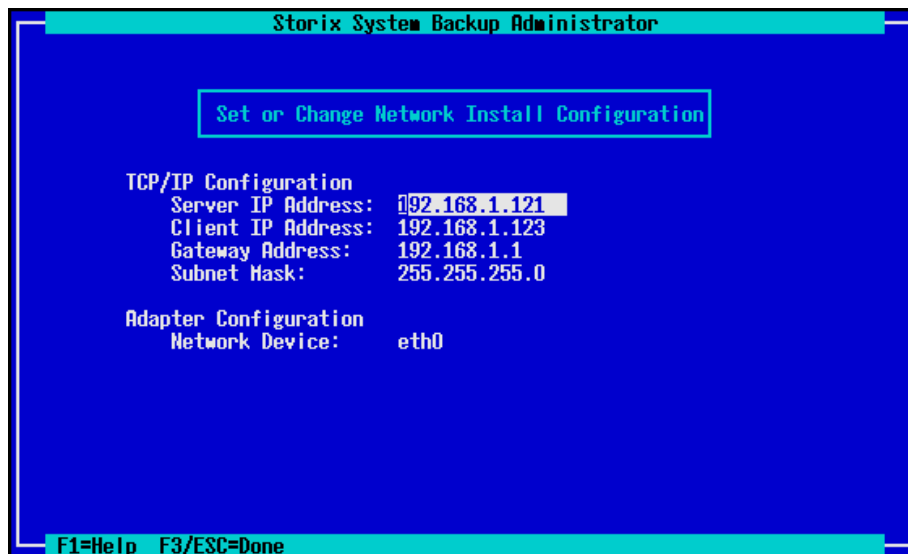 Storix System Backup Administrator
Set or Change Network Install Configuration
TCP/IP Configuration
Server IP Address: 192.168.1.121
Client IP Address: 192.168.1.123
Gateway Address: 192.168.1.1
Subnet Mask: 255.255.255.0
Adapter Configuration
Network Device: eth0
F1=Help F3/ESC=Done